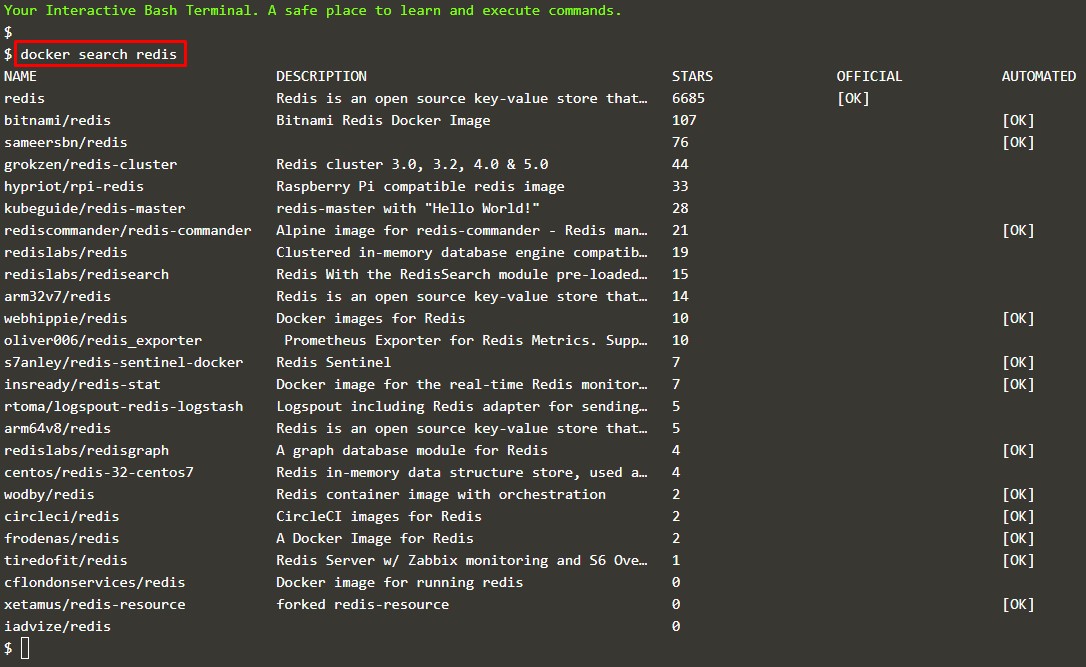 Your Interactive Bash Terminal. A safe place to learn and execute commands.
$
$ docker search redis
NAME DESCRIPTION STARS OFFICIAL AUTOMATED
redis Redis is an open source key-value store that… 6685 [OK]
bitnami/redis Bitnami Redis Docker Image 107 [OK]
sameersbn/redis 76 [OK]
grokzen/redis-cluster Redis cluster 3.0, 3.2, 4.0 & 5.0 44
hypriot/rpi-redis Raspberry Pi compatible redis image 33
kubeguide/redis-master redis-master with "Hello World!" 28
rediscommander/redis-commander Alpine image for redis-commander - Redis man… 21 [OK]
redislabs/redis Clustered in-memory database engine compatib… 19
redislabs/redisearch Redis With the RedisSearch module pre-loaded… 15
arm32v7/redis Redis is an open source key-value store that… 14
webhippie/redis Docker images for Redis 10 [OK]
oliver006/redis_exporter Prometheus Exporter for Redis Metrics. Supp… 10
s7anley/redis-sentinel-docker Redis Sentinel 7 [OK]
insready/redis-stat Docker image for the real-time Redis monitor… 7 [OK]
rtoma/logspout-redis-logstash Logspout including Redis adapter for sending… 5
arm64v8/redis Redis is an open source key-value store that… 5
redislabs/redisgraph A graph database module for Redis 4 [OK]
centos/redis-32-centos7 Redis in-memory data structure store, used a… 4
wodby/redis Redis container image with orchestration 2 [OK]
circleci/redis CircleCI images for Redis 2 [OK]
frodenas/redis A Docker Image for Redis 2 [OK]
tiredofit/redis Redis Server w/ Zabbix monitoring and S6 Ove… 1 [OK]
cflondonservices/redis Docker image for running redis 0
xetamus/redis-resource forked redis-resource 0 [OK]
iadvize/redis 0
$